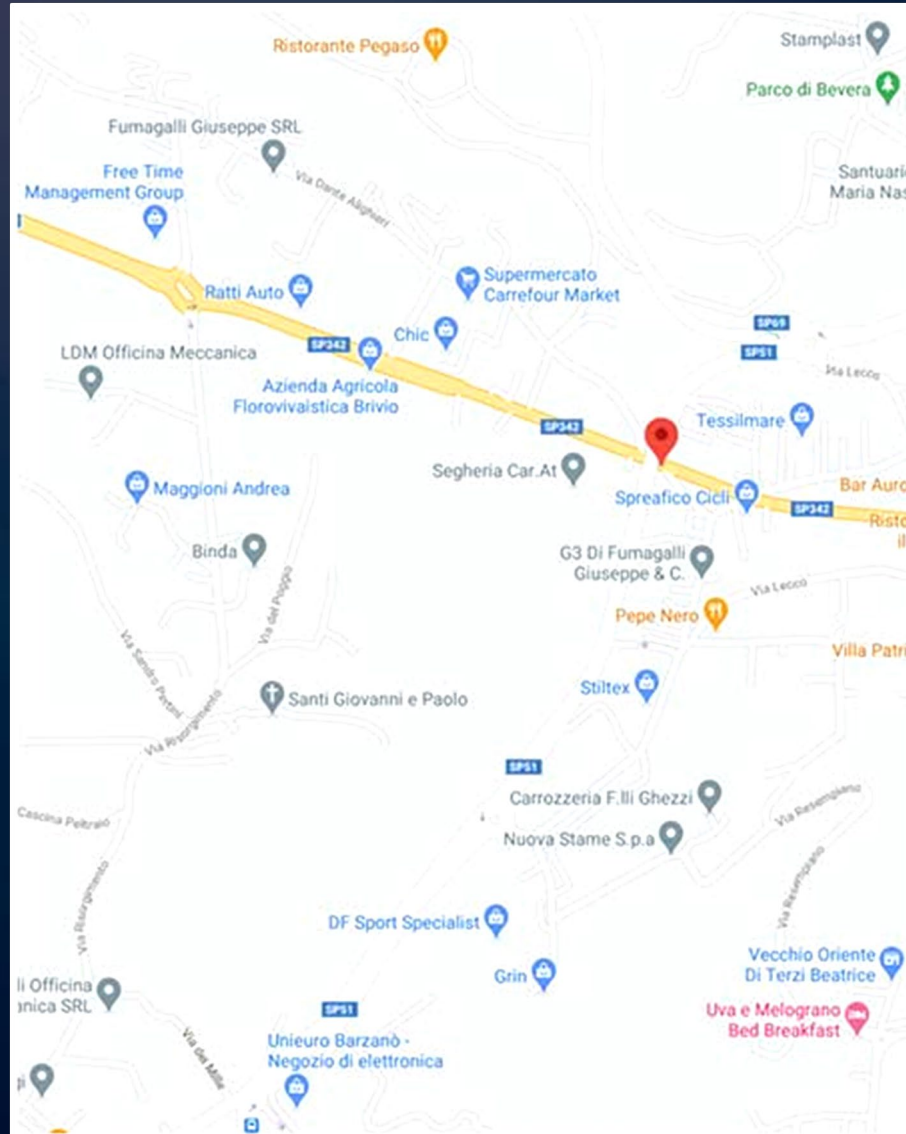 Ristorante Pegaso
Stamplast
Parco di Bevera
Fumagalli Giuseppe SRL
Free Time
Management Group
Via Dante Alighieri
Santuari
Maria Nas
Ratti Auto
Supermercato
Carrefour Market
SP69
SP51
Chic
SP342
LDM Officina Meccanica
Via Lecco
Azienda Agricola
Florovivaistica Brivio
Tessilmare
SP342
Segheria Car.At
Bar Auro
Maggioni Andrea
Spreafico Cicli
SP342
Risto
il
Binda
G3 Di Fumagalli
Giuseppe & C.
Via Lecco
Via del Poggio
Pepe Nero
Villa Patri
Via Sandro Pertini
Stiltex
Santi Giovanni e Paolo
Via Risorgimento
SP51
Carrozzeria F.lli Ghezzi
Via Resempiano
Cascina Peltraio
Nuova Stame S.p.a
Via Risorgimento
Via Resempiano
DF Sport Specialist
Vecchio Oriente
Di Terzi Beatrice
Grin
li Officina
anica SRL
SP51
Uva e Melograno
Bed Breakfast
Via dei Mille
Unieuro Barzanò -
Negozio di elettronica